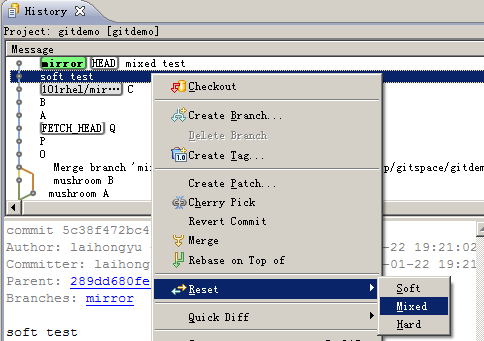 History
Project: gitdemo [gitdemo]
Message
mirror HEAD mixed test
soft test
101rhel/mir··· C
B
A
FETCH_HEAD Q
P
O
Merge branch 'mi p/gitspace/gitdem
mushroom B
mushroom A
Checkout
Create Branch...
Delete Branch
Create Tag...
Create Patch...
Cherry Pick
Revert Commit
Merge
Rebase on Top of
Reset
Quick Diff
Soft
Mixed
Hard
commit 5c38f472bc4
Author: laihongyu -22 19:21:02
Committer: laihongyu -01-22 19:21
Parent: 289dd680fe
Branches: mirror
soft test